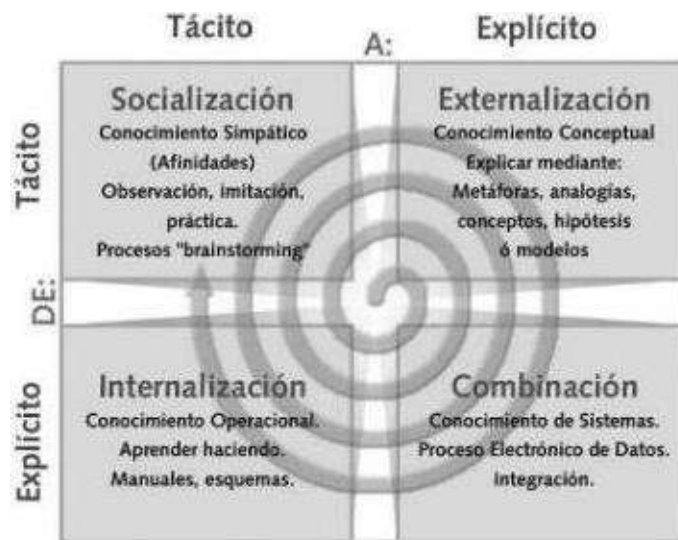 Tácito
A:
Explícito
Tácito
Socialización
Conocimiento Simpático
(Afinidades)
Observación, imitación,
práctica.
Procesos "brainstorming"
Externalización
Conocimiento Conceptual
Explicar mediante:
Metáforas, analogias,
conceptos, hipótesis
ó modelos
DE:
Explícito
Internalización
Conocimiento Operacional.
Aprender haciendo.
Manuales, esquemas.
Combinación
Conocimiento de Sistemas.
Proceso Electrónico de Datos.
Integración.